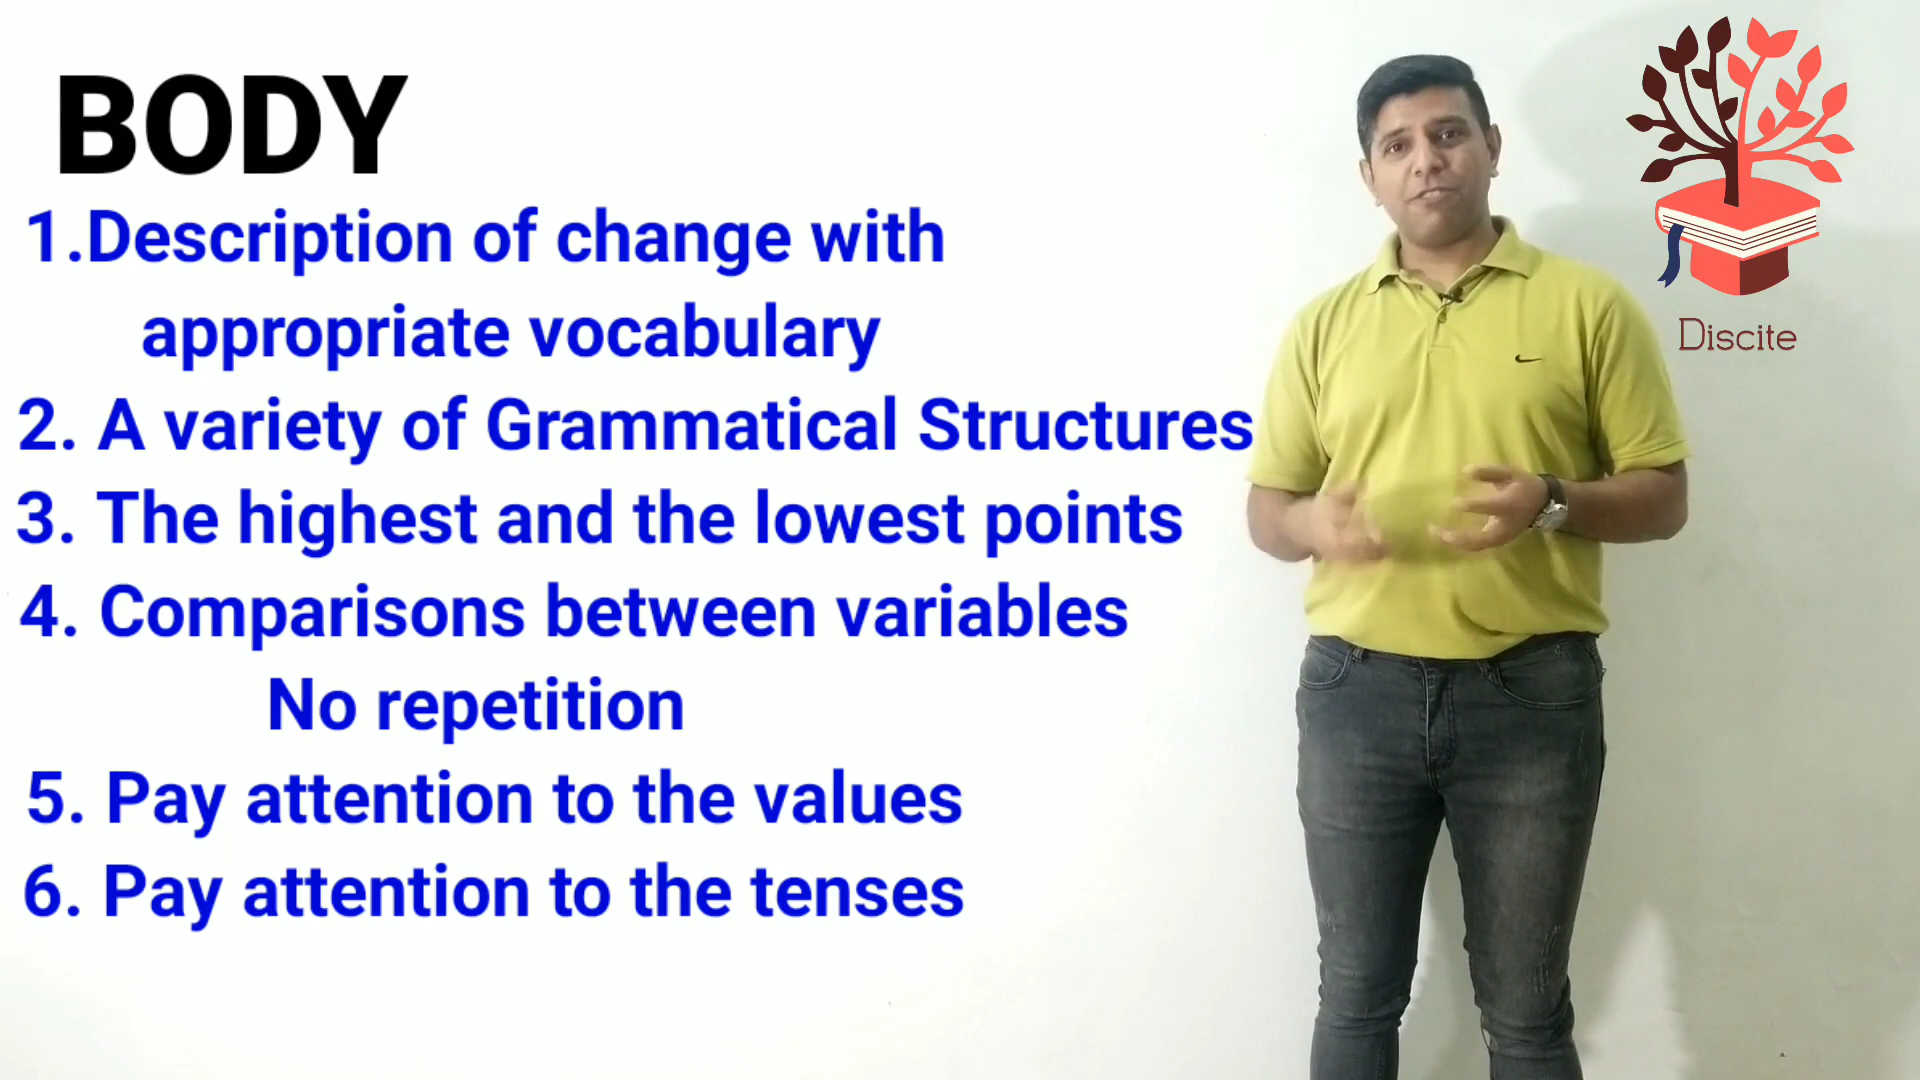 BODY
1.Description of change with
appropriate vocabulary
2. A variety of Grammatical Structures
3. The highest and the lowest points
4. Comparisons between variables
No repetition
5. Pay attention to the values
6. Pay attention to the tenses
Discite